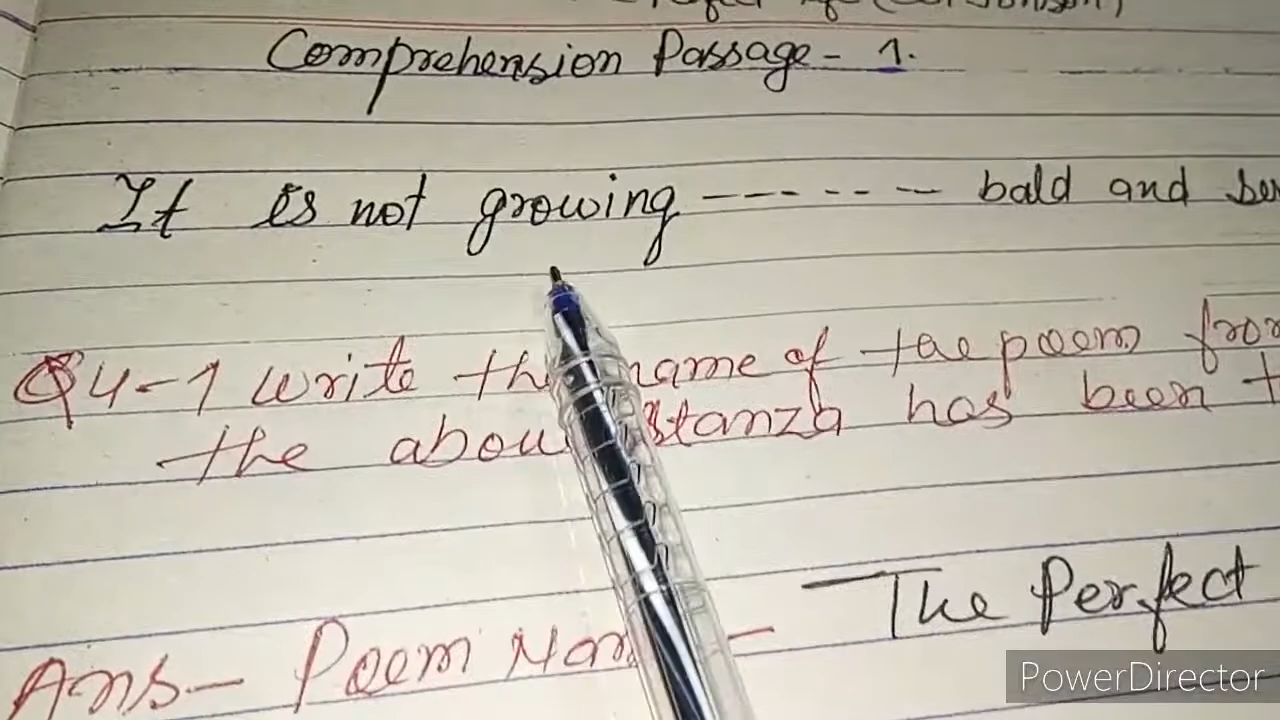 Comprehension Passage - 1.
It is not growing ------ bald and
Q4-1 Write the name of the poem
the stanza has been
Ans - Poem - The Perfect
PowerDirector